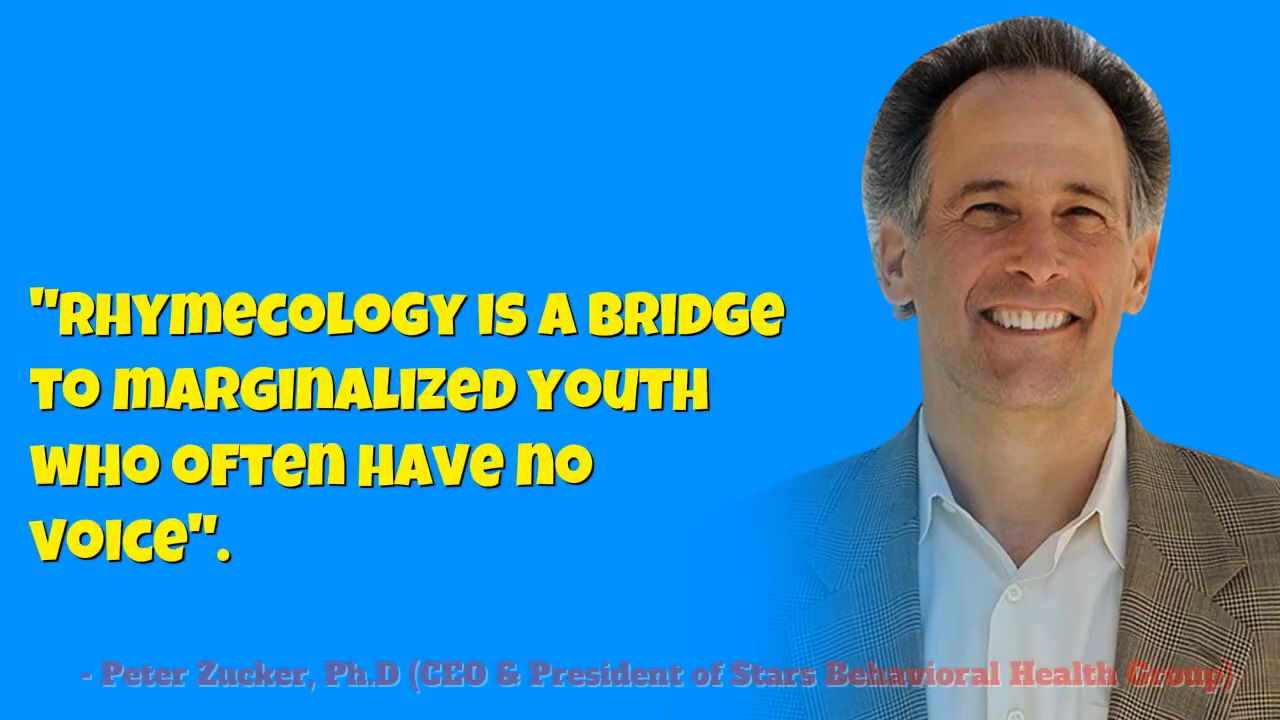 "Rhymecology is a bridge
to marginalized youth
who often have no
voice".
- Peter Zucker, Ph.D (CEO & President of Stars Behavioral Health Group)